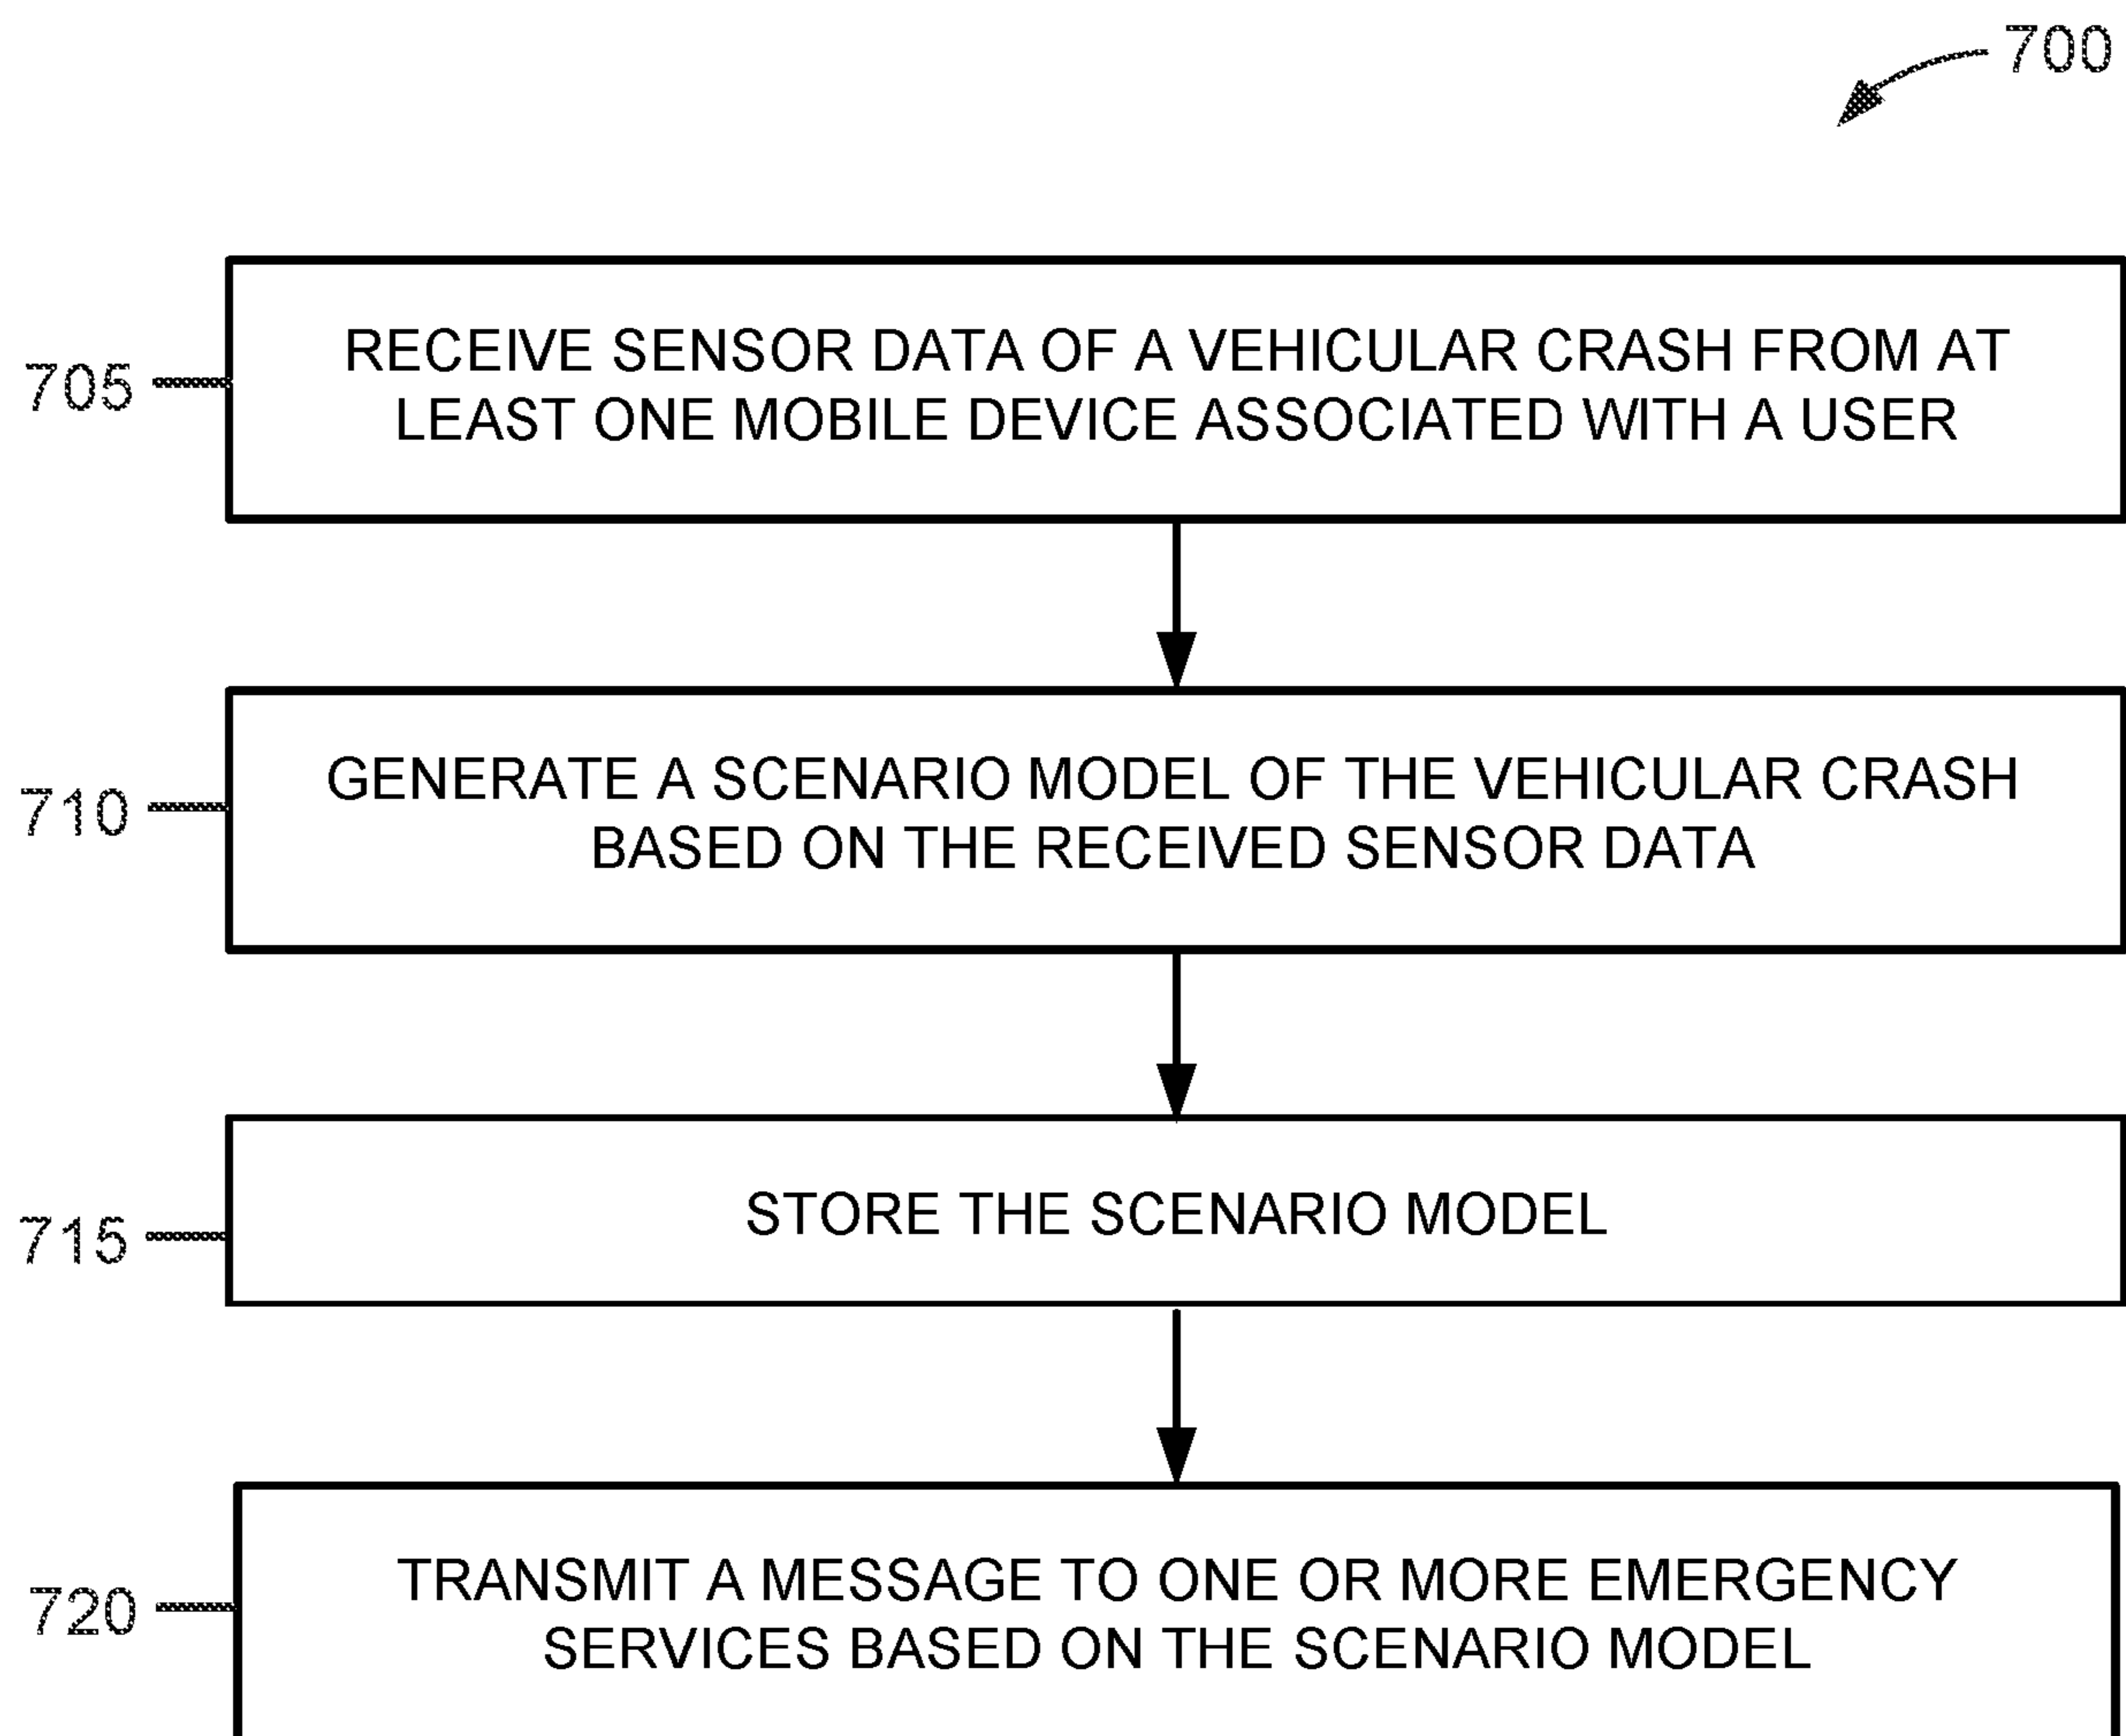 700
705
RECEIVE SENSOR DATA OF A VEHICULAR CRASH FROM AT
LEAST ONE MOBILE DEVICE ASSOCIATED WITH A USER
710
GENERATE A SCENARIO MODEL OF THE VEHICULAR CRASH
BASED ON THE RECEIVED SENSOR DATA
715
STORE THE SCENARIO MODEL
720
TRANSMIT A MESSAGE TO ONE OR MORE EMERGENCY
SERVICES BASED ON THE SCENARIO MODEL